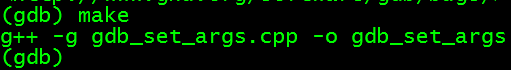 (gdb) make
g++ -g gdb_set_args.cpp -o gdb_set_args
(gdb)